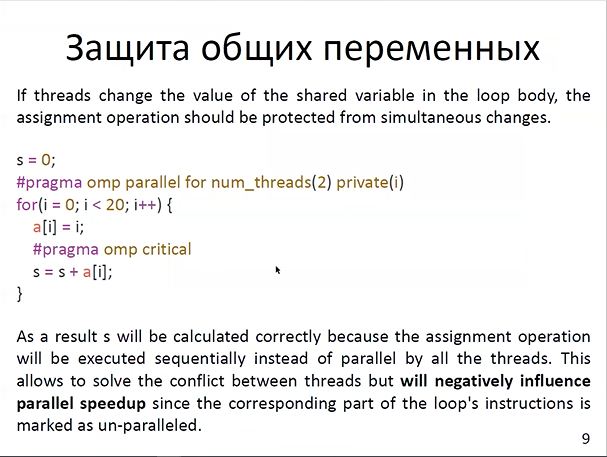 Защита общих переменных
If threads change the value of the shared variable in the loop body, the
assignment operation should be protected from simultaneous changes.
s = 0;
#pragma omp parallel for num_threads(2) private(i)
for(i = 0; i < 20; i++) {
a[i] = i;
#pragma omp critical
s = s + a[i];
}
As a result s will be calculated correctly because the assignment operation
will be executed sequentially instead of parallel by all the threads. This
allows to solve the conflict between threads but will negatively influence
parallel speedup since the corresponding part of the loop's instructions is
marked as un-paralleled.
9